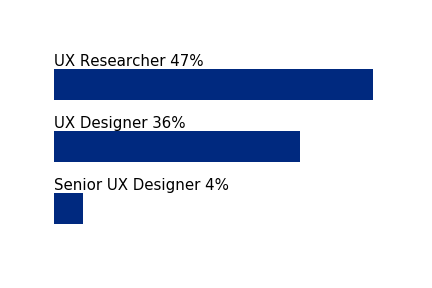 UX Researcher 47%
UX Designer 36%
Senior UX Designer 4%